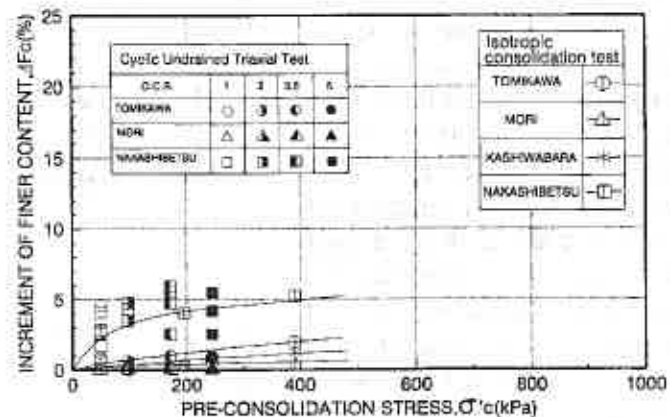 INCREMENT OF FINER CONTENT, ΔFc(%)
25
20
15
10
5
0
Cyclic Undrained Triaxial Test
O.C.R. 1 2 3.5 5
TOMIKAWA
MORI
NAKASHIBETSU
Isotropic
consolidation test
TOMIKAWA
MORI
KASHIWABARA
NAKASHIBETSU
0 200 400 600 800 1000
PRE-CONSOLIDATION STRESS, σ'c(kPa)